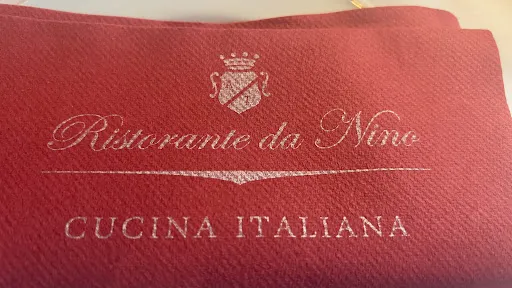 Ristorante da Nino
CUCINA ITALIANA